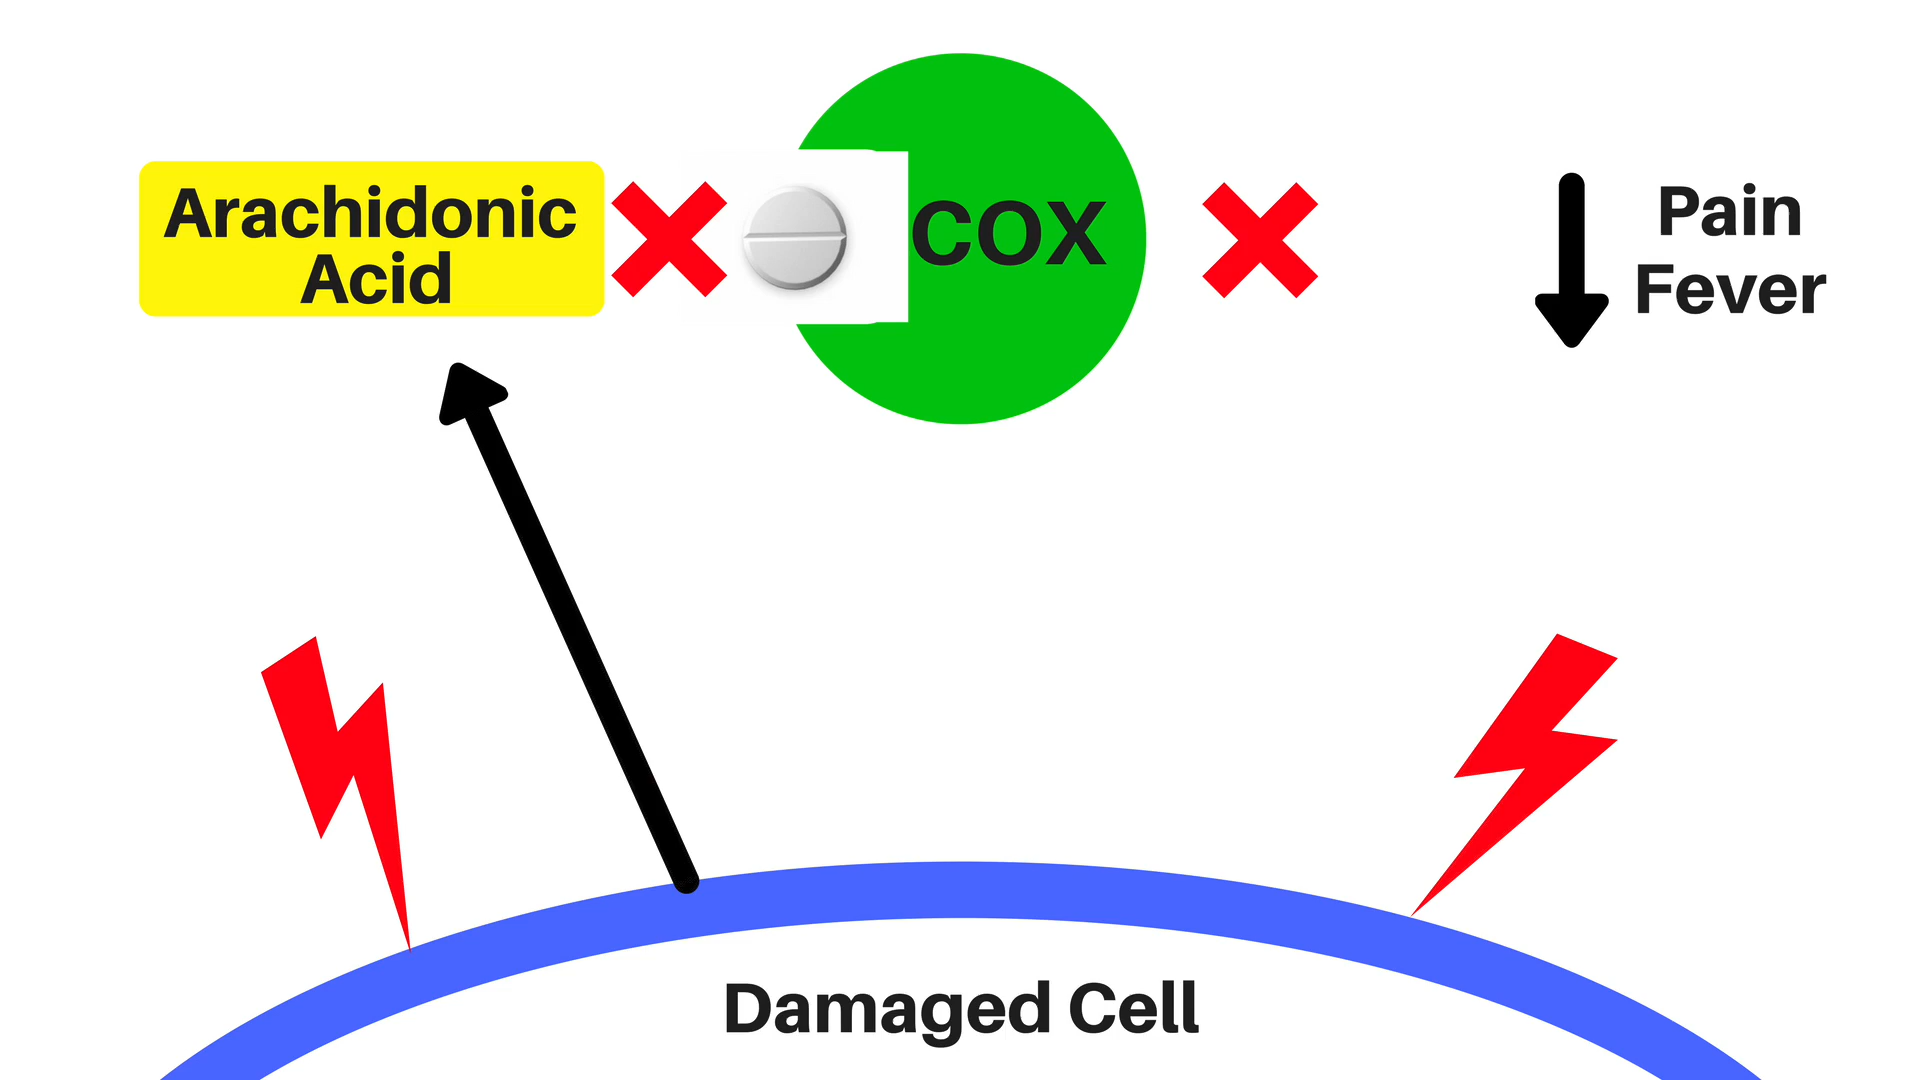 Arachidonic
Acid
COX
Pain
Fever
Damaged Cell